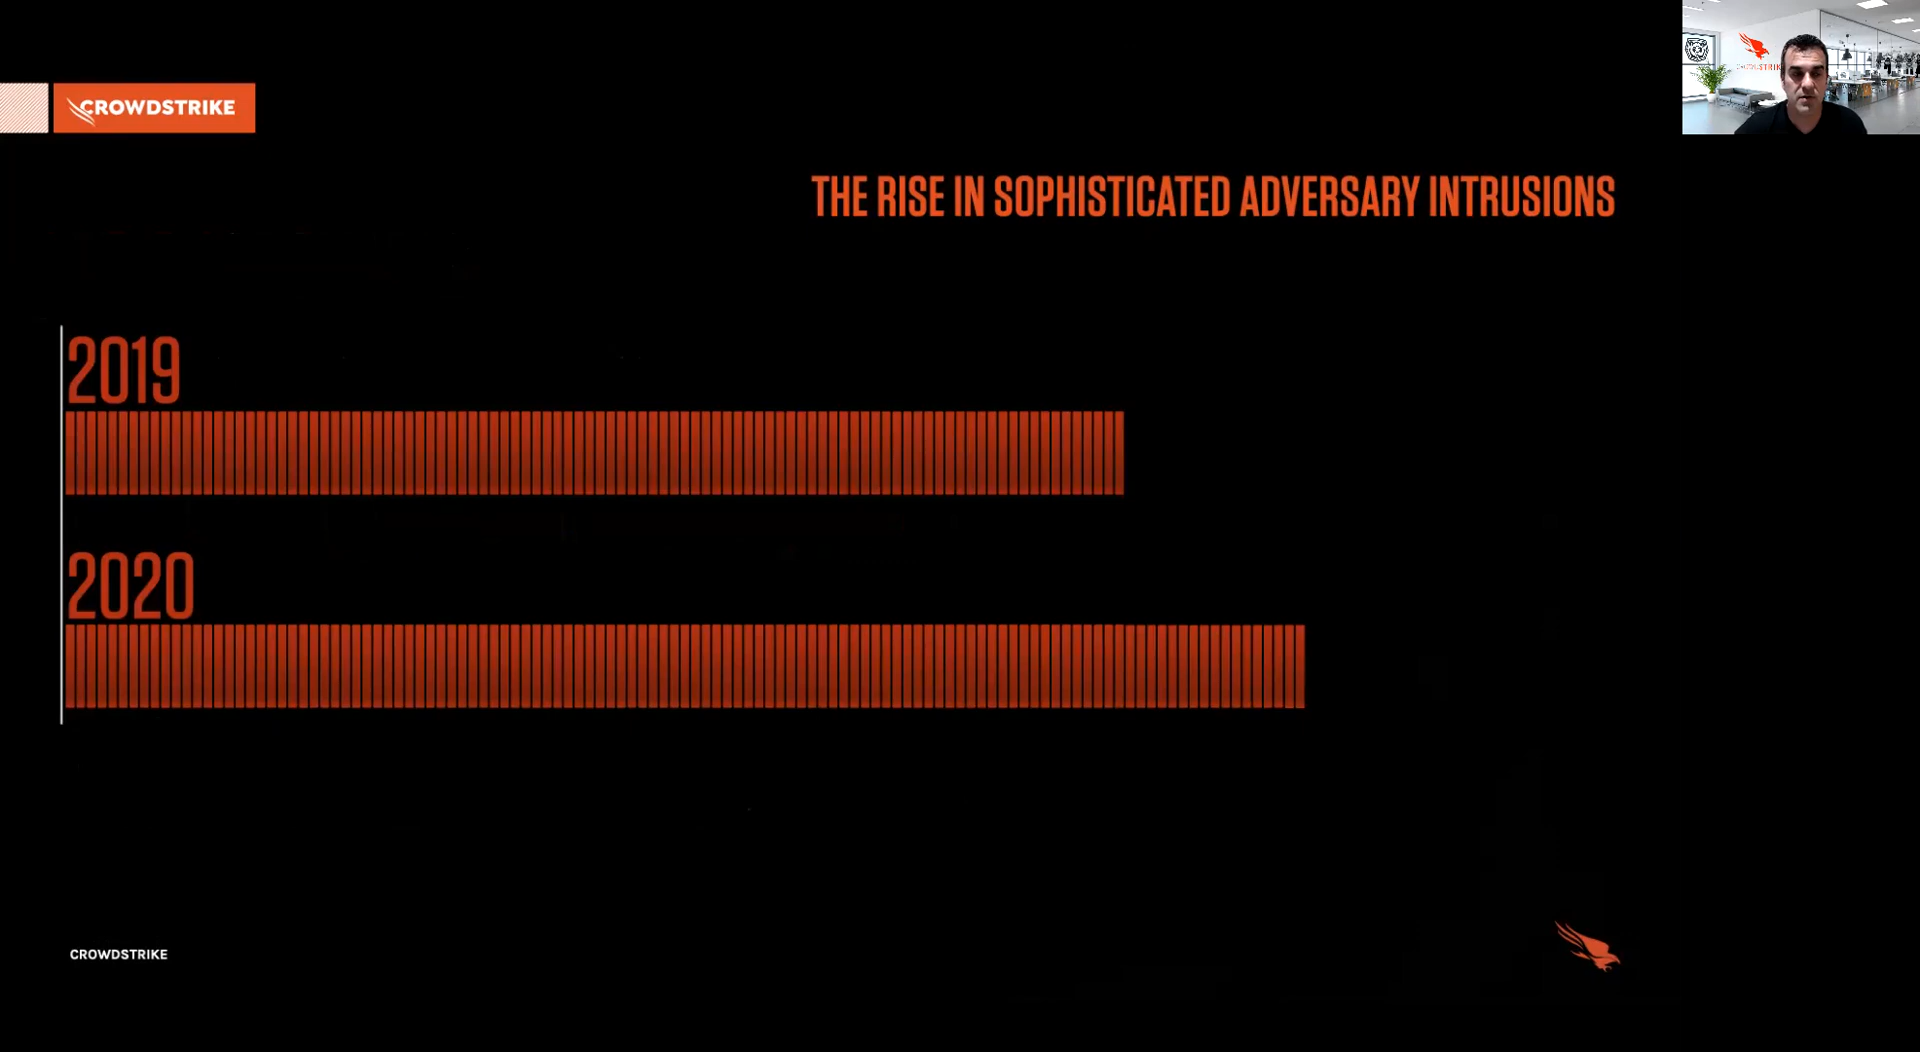 CROWDSTRIKE
THE RISE IN SOPHISTICATED ADVERSARY INTRUSIONS
2019
2020
CROWDSTRIKE